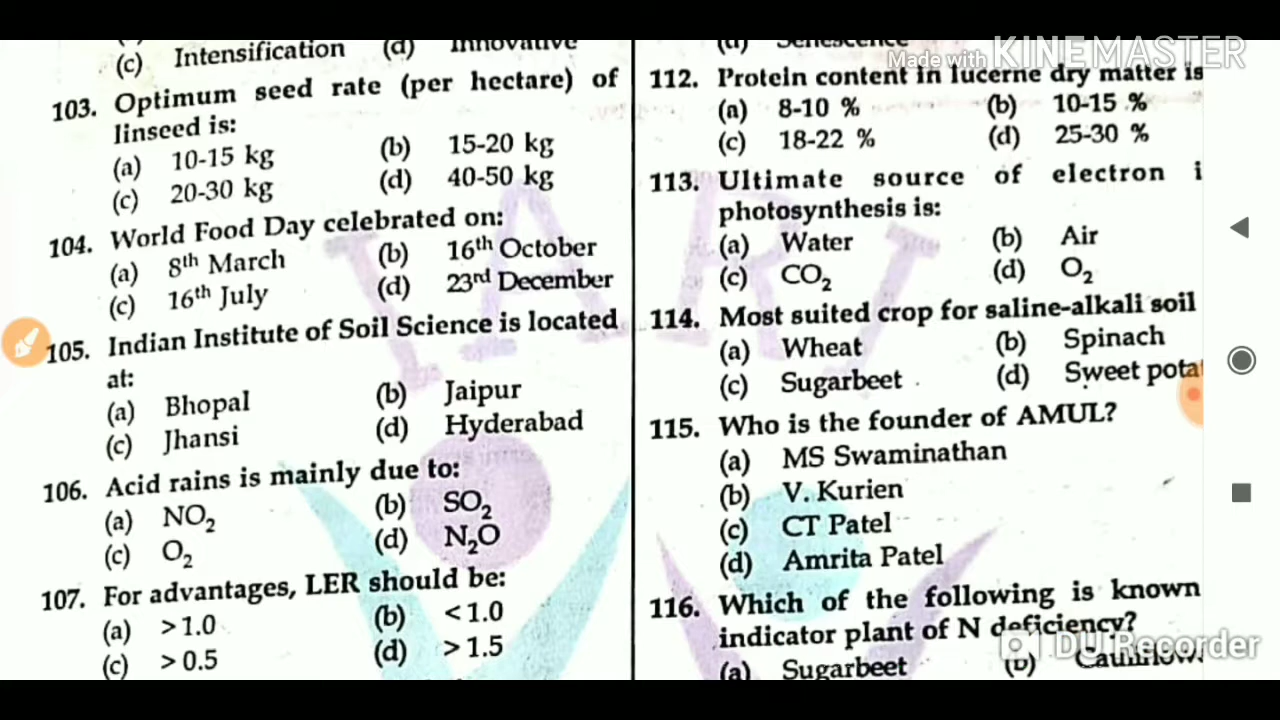 (c) Intensification (d) Innovative
103. Optimum seed rate (per hectare) of
linseed is:
(a) 10-15 kg (b) 15-20 kg
(c) 20-30 kg (d) 40-50 kg
104. World Food Day celebrated on:
(a) 8th March (b) 16th October
(c) 16th July (d) 23rd December
105. Indian Institute of Soil Science is located
at:
(a) Bhopal (b) Jaipur
(c) Jhansi (d) Hyderabad
106. Acid rains is mainly due to:
(a) NO₂ (b) SO₂
(c) O₂ (d) N₂O
107. For advantages, LER should be:
(a) > 1.0 (b) < 1.0
(c) > 0.5 (d) > 1.5
(d) Senescence
Made with KINEMASTER
112. Protein content in lucerne dry matter is
(a) 8-10 % (b) 10-15 %
(c) 18-22 % (d) 25-30 %
113. Ultimate source of electron i
photosynthesis is:
(a) Water (b) Air
(c) CO₂ (d) O₂
114. Most suited crop for saline-alkali soil
(a) Wheat (b) Spinach
(c) Sugarbeet (d) Sweet pota
115. Who is the founder of AMUL?
(a) MS Swaminathan
(b) V. Kurien
(c) CT Patel
(d) Amrita Patel
116. Which of the following is known
indicator plant of N deficiency?
(a) Sugarbeet (b) Cauliflow
DU Recorder
IARI